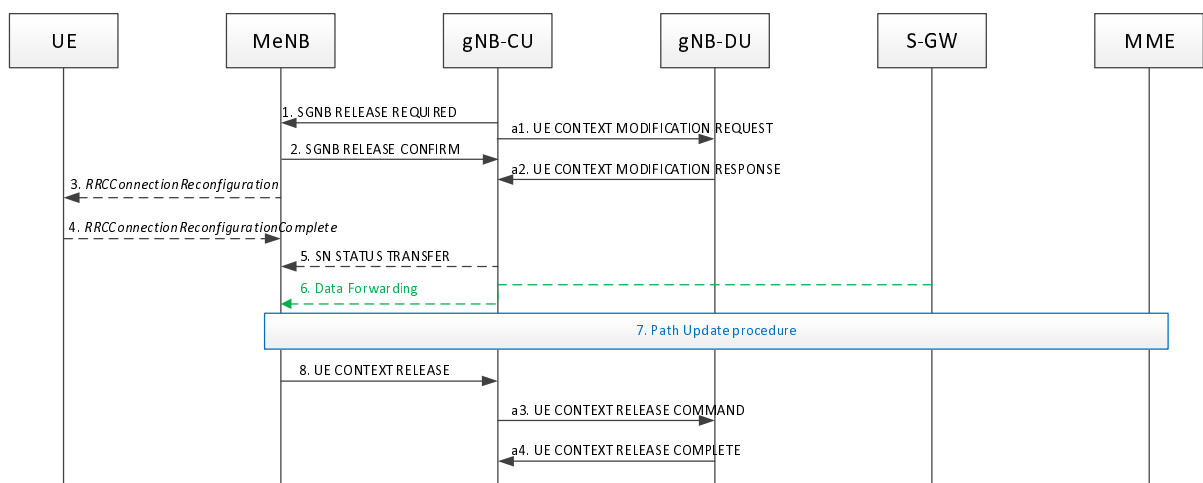 UE
MeNB
gNB-CU
gNB-DU
S-GW
MME
1. SGNB RELEASE REQUIRED
a1. UE CONTEXT MODIFICATION REQUEST
2. SGNB RELEASE CONFIRM
a2. UE CONTEXT MODIFICATION RESPONSE
3. RRCConnectionReconfiguration
4. RRCConnectionReconfigurationComplete
5. SN STATUS TRANSFER
6. Data Forwarding
7. Path Update procedure
8. UE CONTEXT RELEASE
a3. UE CONTEXT RELEASE COMMAND
a4. UE CONTEXT RELEASE COMPLETE